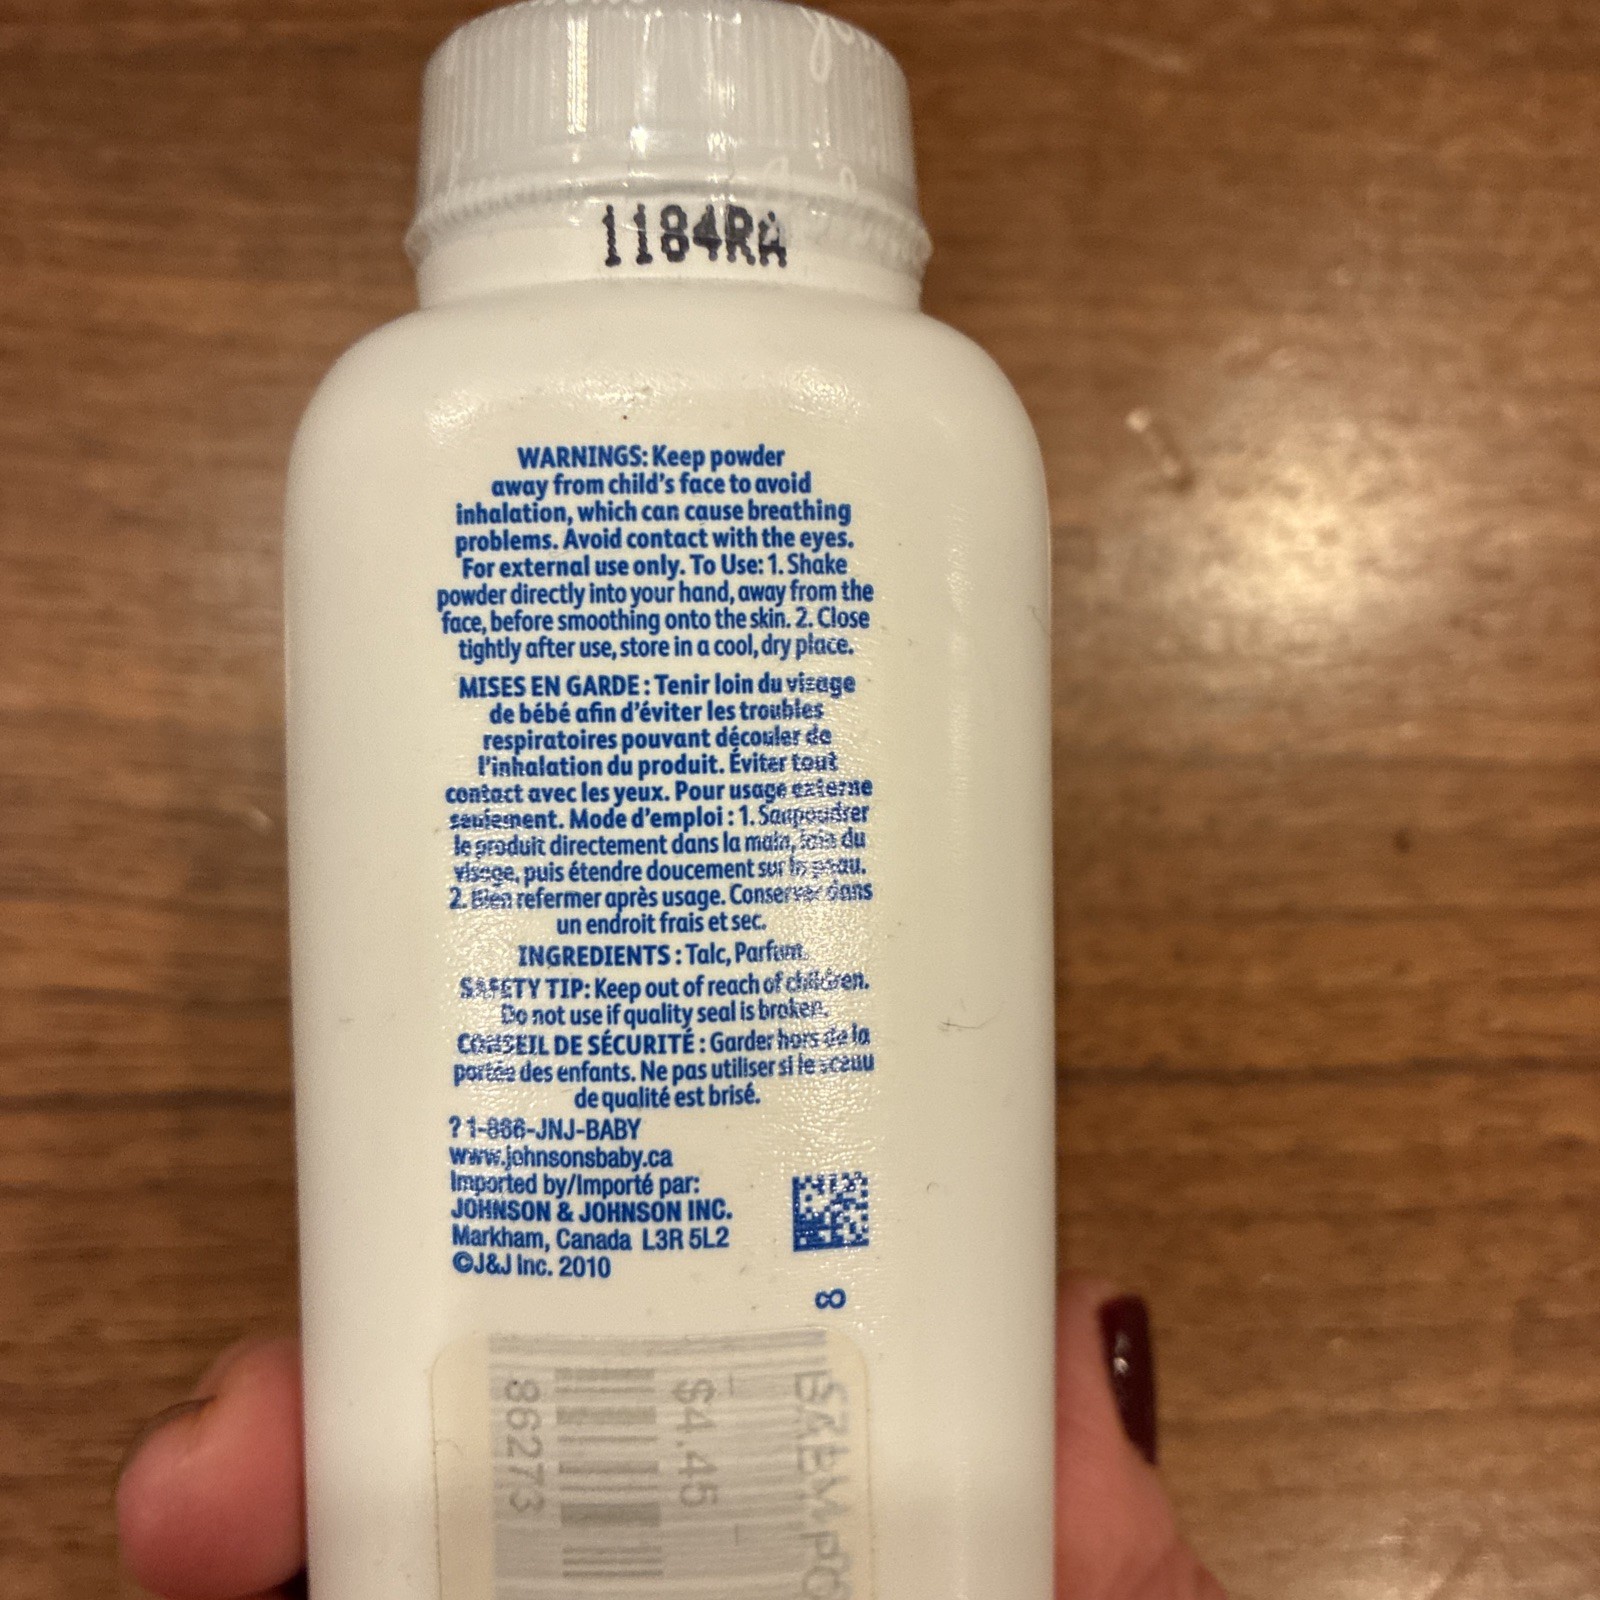 1184RA
WARNINGS: Keep powder
away from child's face to avoid
inhalation, which can cause breathing
problems. Avoid contact with the eyes.
For external use only. To Use: 1. Shake
powder directly into your hand, away from the
face, before smoothing onto the skin. 2. Close
tightly after use, store in a cool, dry place.
MISES EN GARDE : Tenir loin du visage
de bébé afin d'éviter les troubles
respiratoires pouvant découler de
l'inhalation du produit. Éviter tout
contact avec les yeux. Pour usage externe
seulement. Mode d'emploi : 1. Saupoudrer
le produit directement dans la main, loin du
visage, puis étendre doucement sur la peau.
2. Bien refermer après usage. Conserver dans
un endroit frais et sec.
INGREDIENTS : Talc, Parfum.
SAFETY TIP: Keep out of reach of children.
Do not use if quality seal is broken.
CONSEIL DE SÉCURITÉ : Garder hors de la
portée des enfants. Ne pas utiliser si le sceau
de qualité est brisé.
? 1-866-JNJ-BABY
www.johnsonsbaby.ca
Imported by/Importé par:
JOHNSON & JOHNSON INC.
Markham, Canada L3R 5L2
©J&J Inc. 2010
8
$4.45
86273